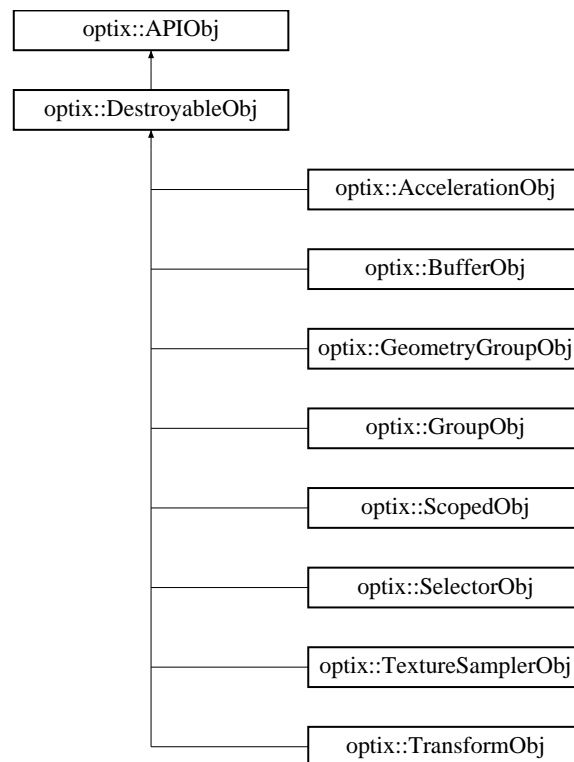 optix::APIObj
optix::DestroyableObj
optix::AccelerationObj
optix::BufferObj
optix::GeometryGroupObj
optix::GroupObj
optix::ScopedObj
optix::SelectorObj
optix::TextureSamplerObj
optix::TransformObj